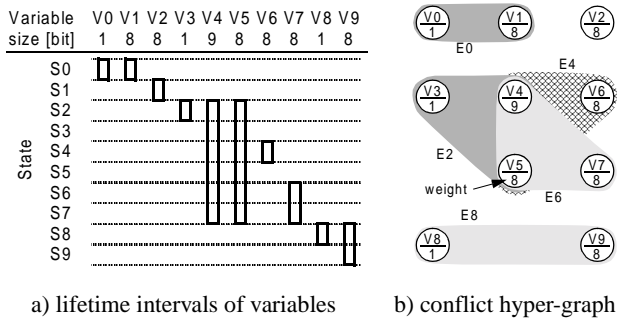 Variable V0 V1 V2 V3 V4 V5 V6 V7 V8 V9
size [bit] 1 8 8 1 9 8 8 8 1 8
State
S0
S1
S2
S3
S4
S5
S6
S7
S8
S9
a) lifetime intervals of variables
V0 1
V1 8
V2 8
E0
E4
V3 1
V4 9
V6 8
E2
V5 8
V7 8
weight
E6
E8
V8 1
V9 8
b) conflict hyper-graph